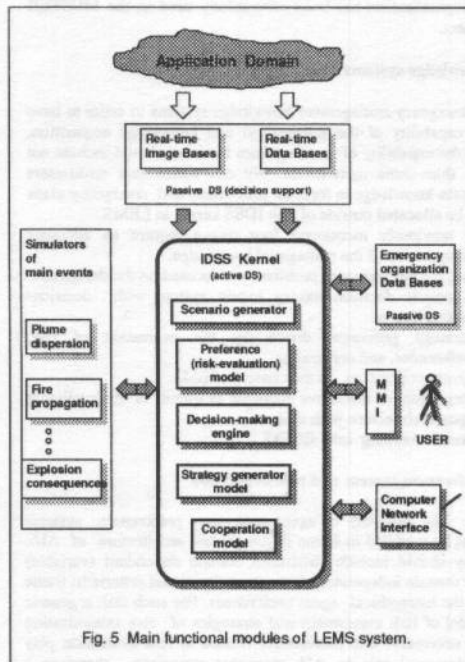 Application Domain
Real-time
Image Bases
Real-time
Data Bases
Passive DS (decision support)
Simulators
of
main events
Plume
dispersion
Fire
propagation
Explosion
consequences
IDSS Kernel
(active DS)
Scenario generator
Preference
(risk-evaluation)
model
Decision-making
engine
Strategy generator
model
Cooperation
model
Emergency
organization
Data Bases
Passive DS
M
M
I
USER
Computer
Network
Interface
Fig. 5 Main functional modules of LEMS system.